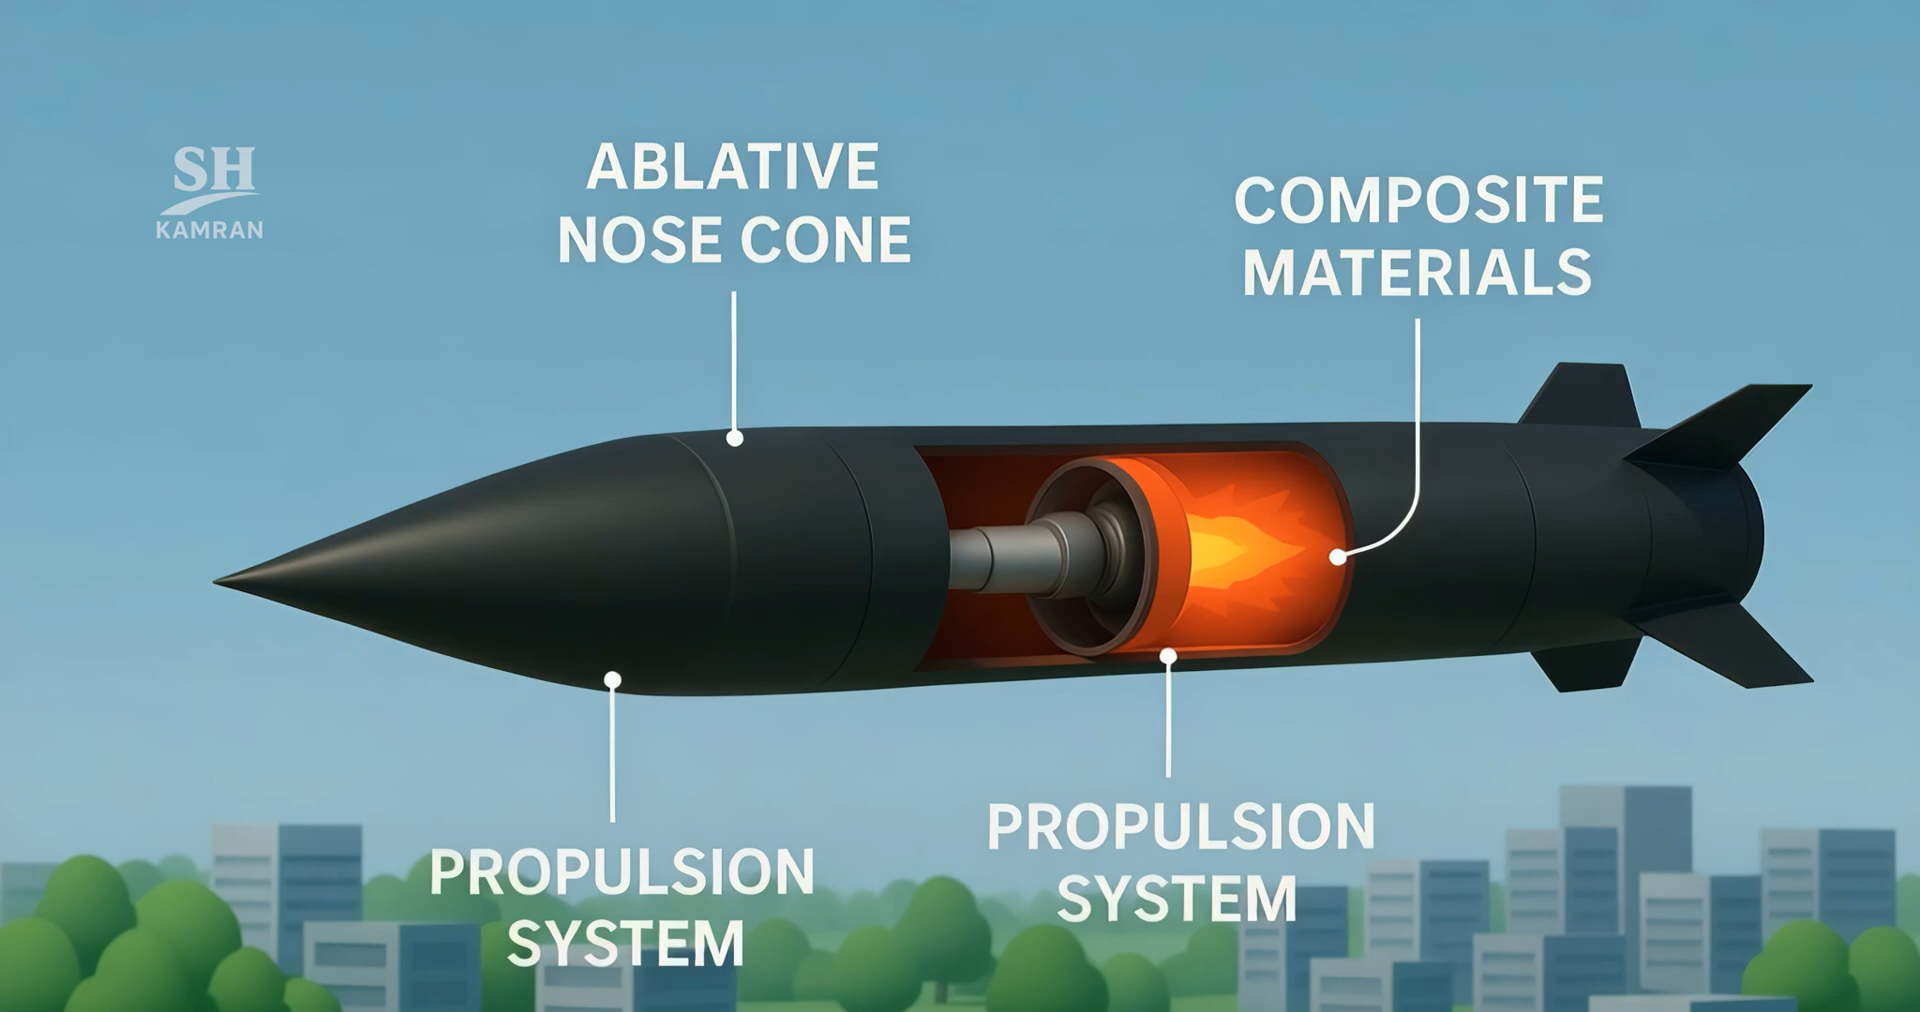 SH
KAMRAN
ABLATIVE
NOSE CONE
COMPOSITE
MATERIALS
PROPULSION
SYSTEM
PROPULSION
SYSTEM